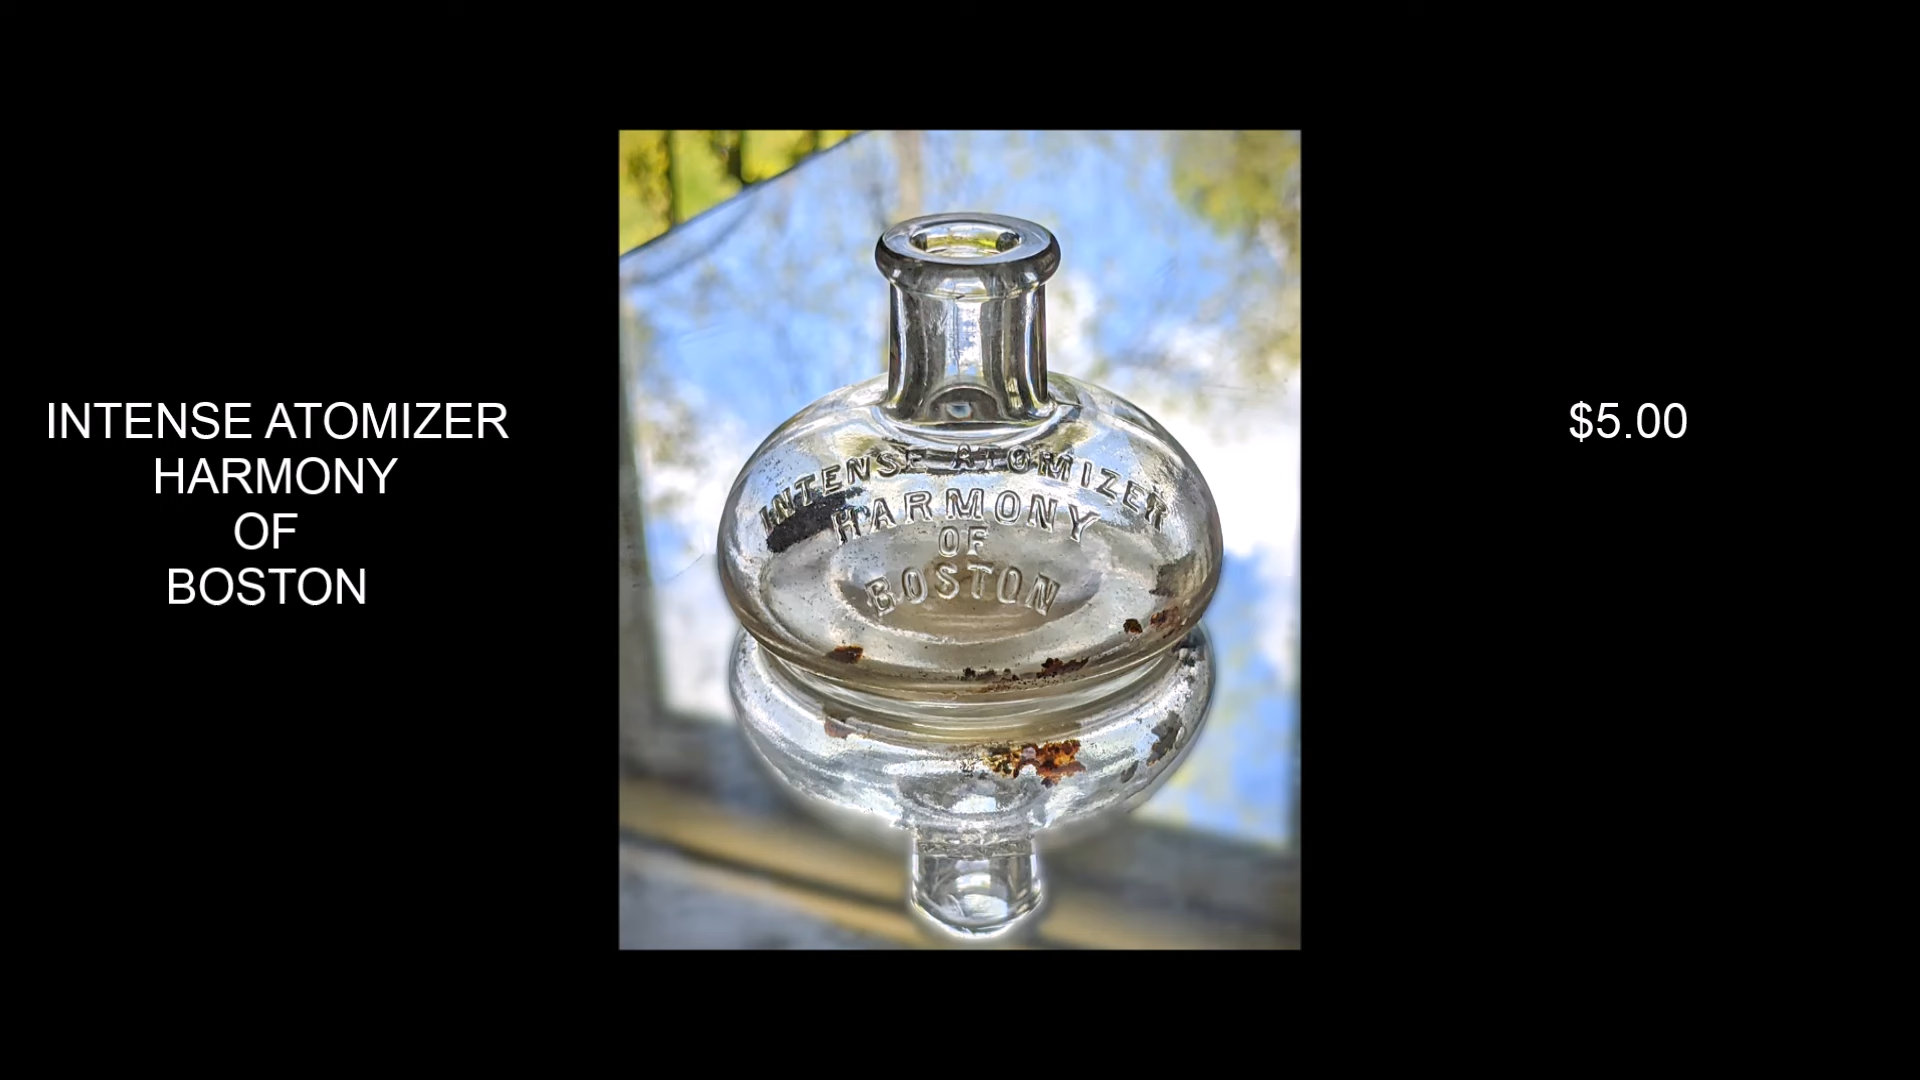 INTENSE ATOMIZER
HARMONY
OF
BOSTON
INTENSE ATOMIZER
HARMONY
OF
BOSTON
$5.00